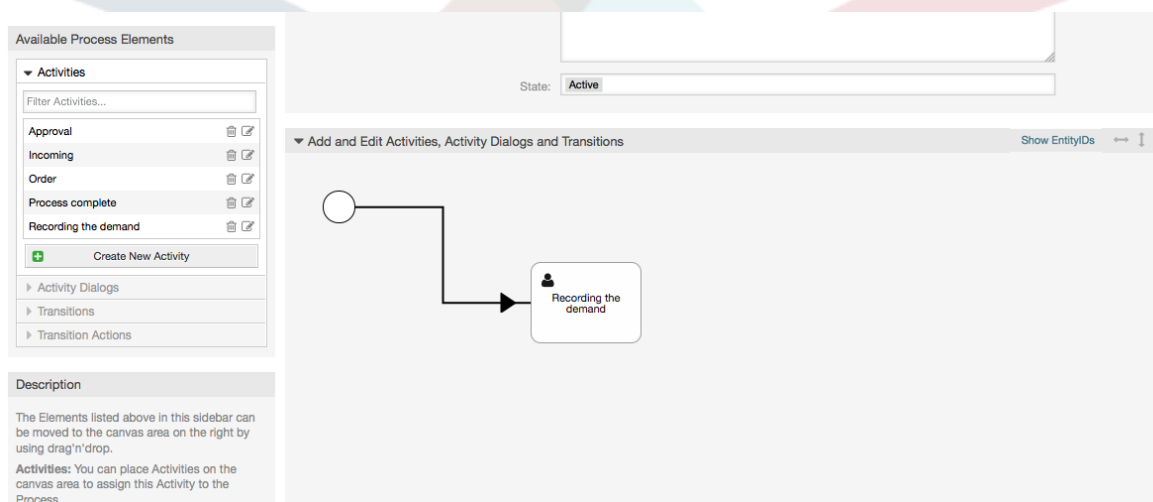 Available Process Elements
Activities
Filter Activities...
Approval
Incoming
Order
Process complete
Recording the demand
Create New Activity
Activity Dialogs
Transitions
Transition Actions
Description
The Elements listed above in this sidebar can
be moved to the canvas area on the right by
using drag'n'drop.
Activities: You can place Activities on the
canvas area to assign this Activity to the
Process.
State: Active
Add and Edit Activities, Activity Dialogs and Transitions
Show EntityIDs
Recording the
demand